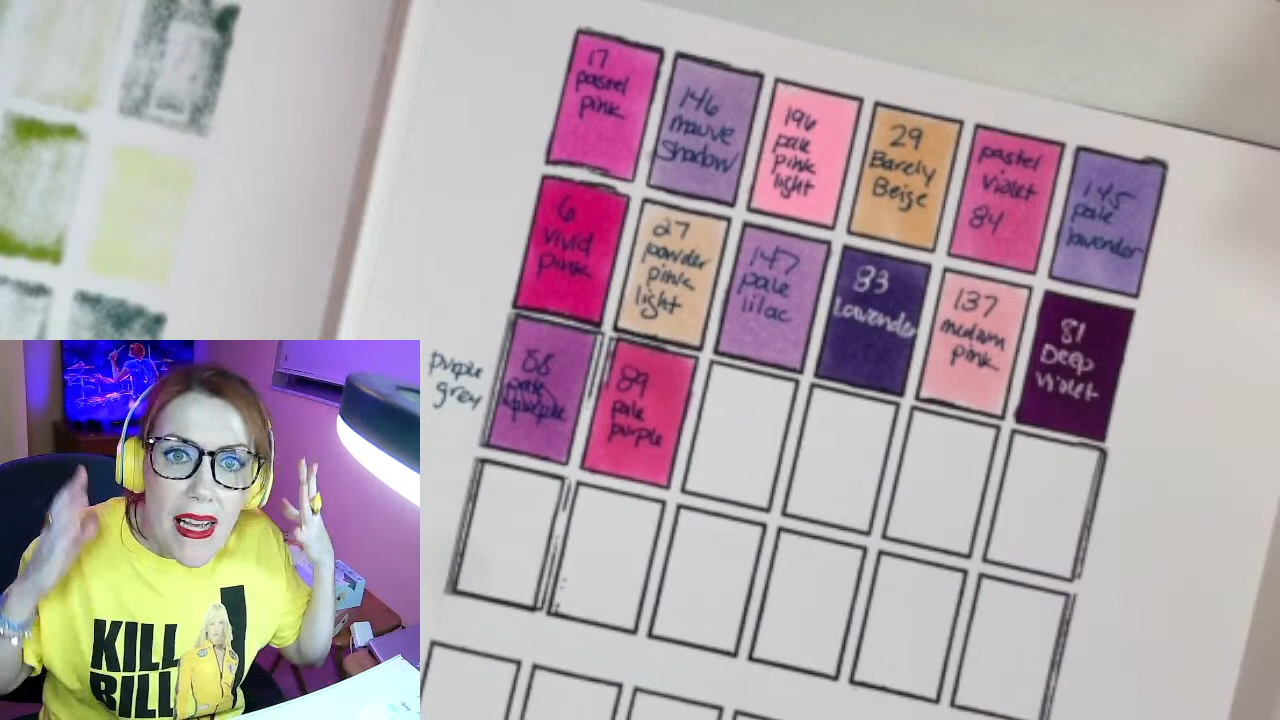 17
pastel
pink
146
mauve
shadow
196
pale
pink
light
29
Barely
Beige
pastel
violet
84
145
pale
lavender
6
vivid
pink
27
powder
pink
light
147
pale
lilac
83
Lavender
137
medium
pink
81
Deep
violet
purple
grey
88
pale
purple
89
pale
purple
KILL
BILL